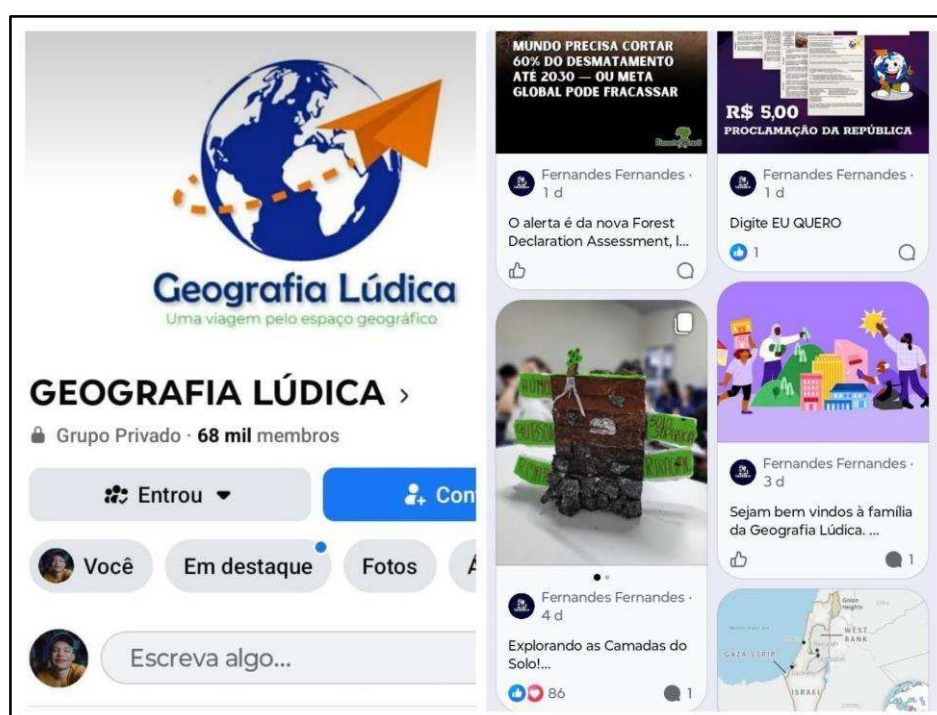 Geografia Lúdica
Uma viagem pelo espaço geográfico
GEOGRAFIA LÚDICA >
Grupo Privado · 68 mil membros
Entrou
Con
Você
Em destaque
Fotos
Escreva algo...
MUNDO PRECISA CORTAR
60% DO DESMATAMENTO
ATÉ 2030 — OU META
GLOBAL PODE FRACASSAR
Fernandes Fernandes ·
1 d
O alerta é da nova Forest
Declaration Assessment, l...
HUMO
Fernandes Fernandes ·
4 d
Explorando as Camadas do
Solo!...
86
1
R$ 5,00
PROCLAMAÇÃO DA REPÚBLICA
Fernandes Fernandes ·
1 d
Digite EU QUERO
1
Fernandes Fernandes ·
3 d
Sejam bem vindos à família
da Geografia Lúdica. ...
1
Golan
Heights
WEST
BANK
GAZA STRIP
ISRAEL